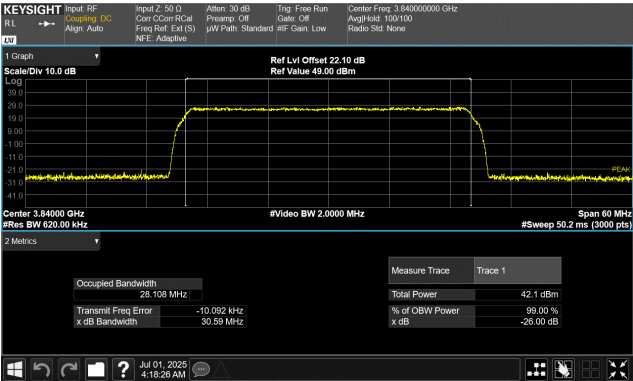 KEYSIGHT Input: RF Input Z: 50 Ω Atten: 30 dB Trig: Free Run Center Freq: 3.840000000 GHz
RL Coupling: DC Corr CCorr RCal Preamp: Off Gate: Off Avg|Hold: 100/100
Align: Auto Freq Ref: Ext (S) µW Path: Standard #IF Gain: Low Radio Std: None
LXI NFE: Adaptive
1 Graph
Ref Lvl Offset 22.10 dB
Scale/Div 10.0 dB Ref Value 49.00 dBm
Log
39.0
29.0
19.0
9.00
-1.00
-11.0
-21.0 PEAK
-31.0
-41.0
Center 3.84000 GHz #Video BW 2.0000 MHz Span 60 MHz
#Res BW 620.00 kHz #Sweep 50.2 ms (3000 pts)
2 Metrics
Measure Trace Trace 1
Occupied Bandwidth
28.108 MHz Total Power 42.1 dBm
Transmit Freq Error -10.092 kHz % of OBW Power 99.00 %
x dB Bandwidth 30.59 MHz x dB -26.00 dB
? Jul 01, 2025
4:18:26 AM